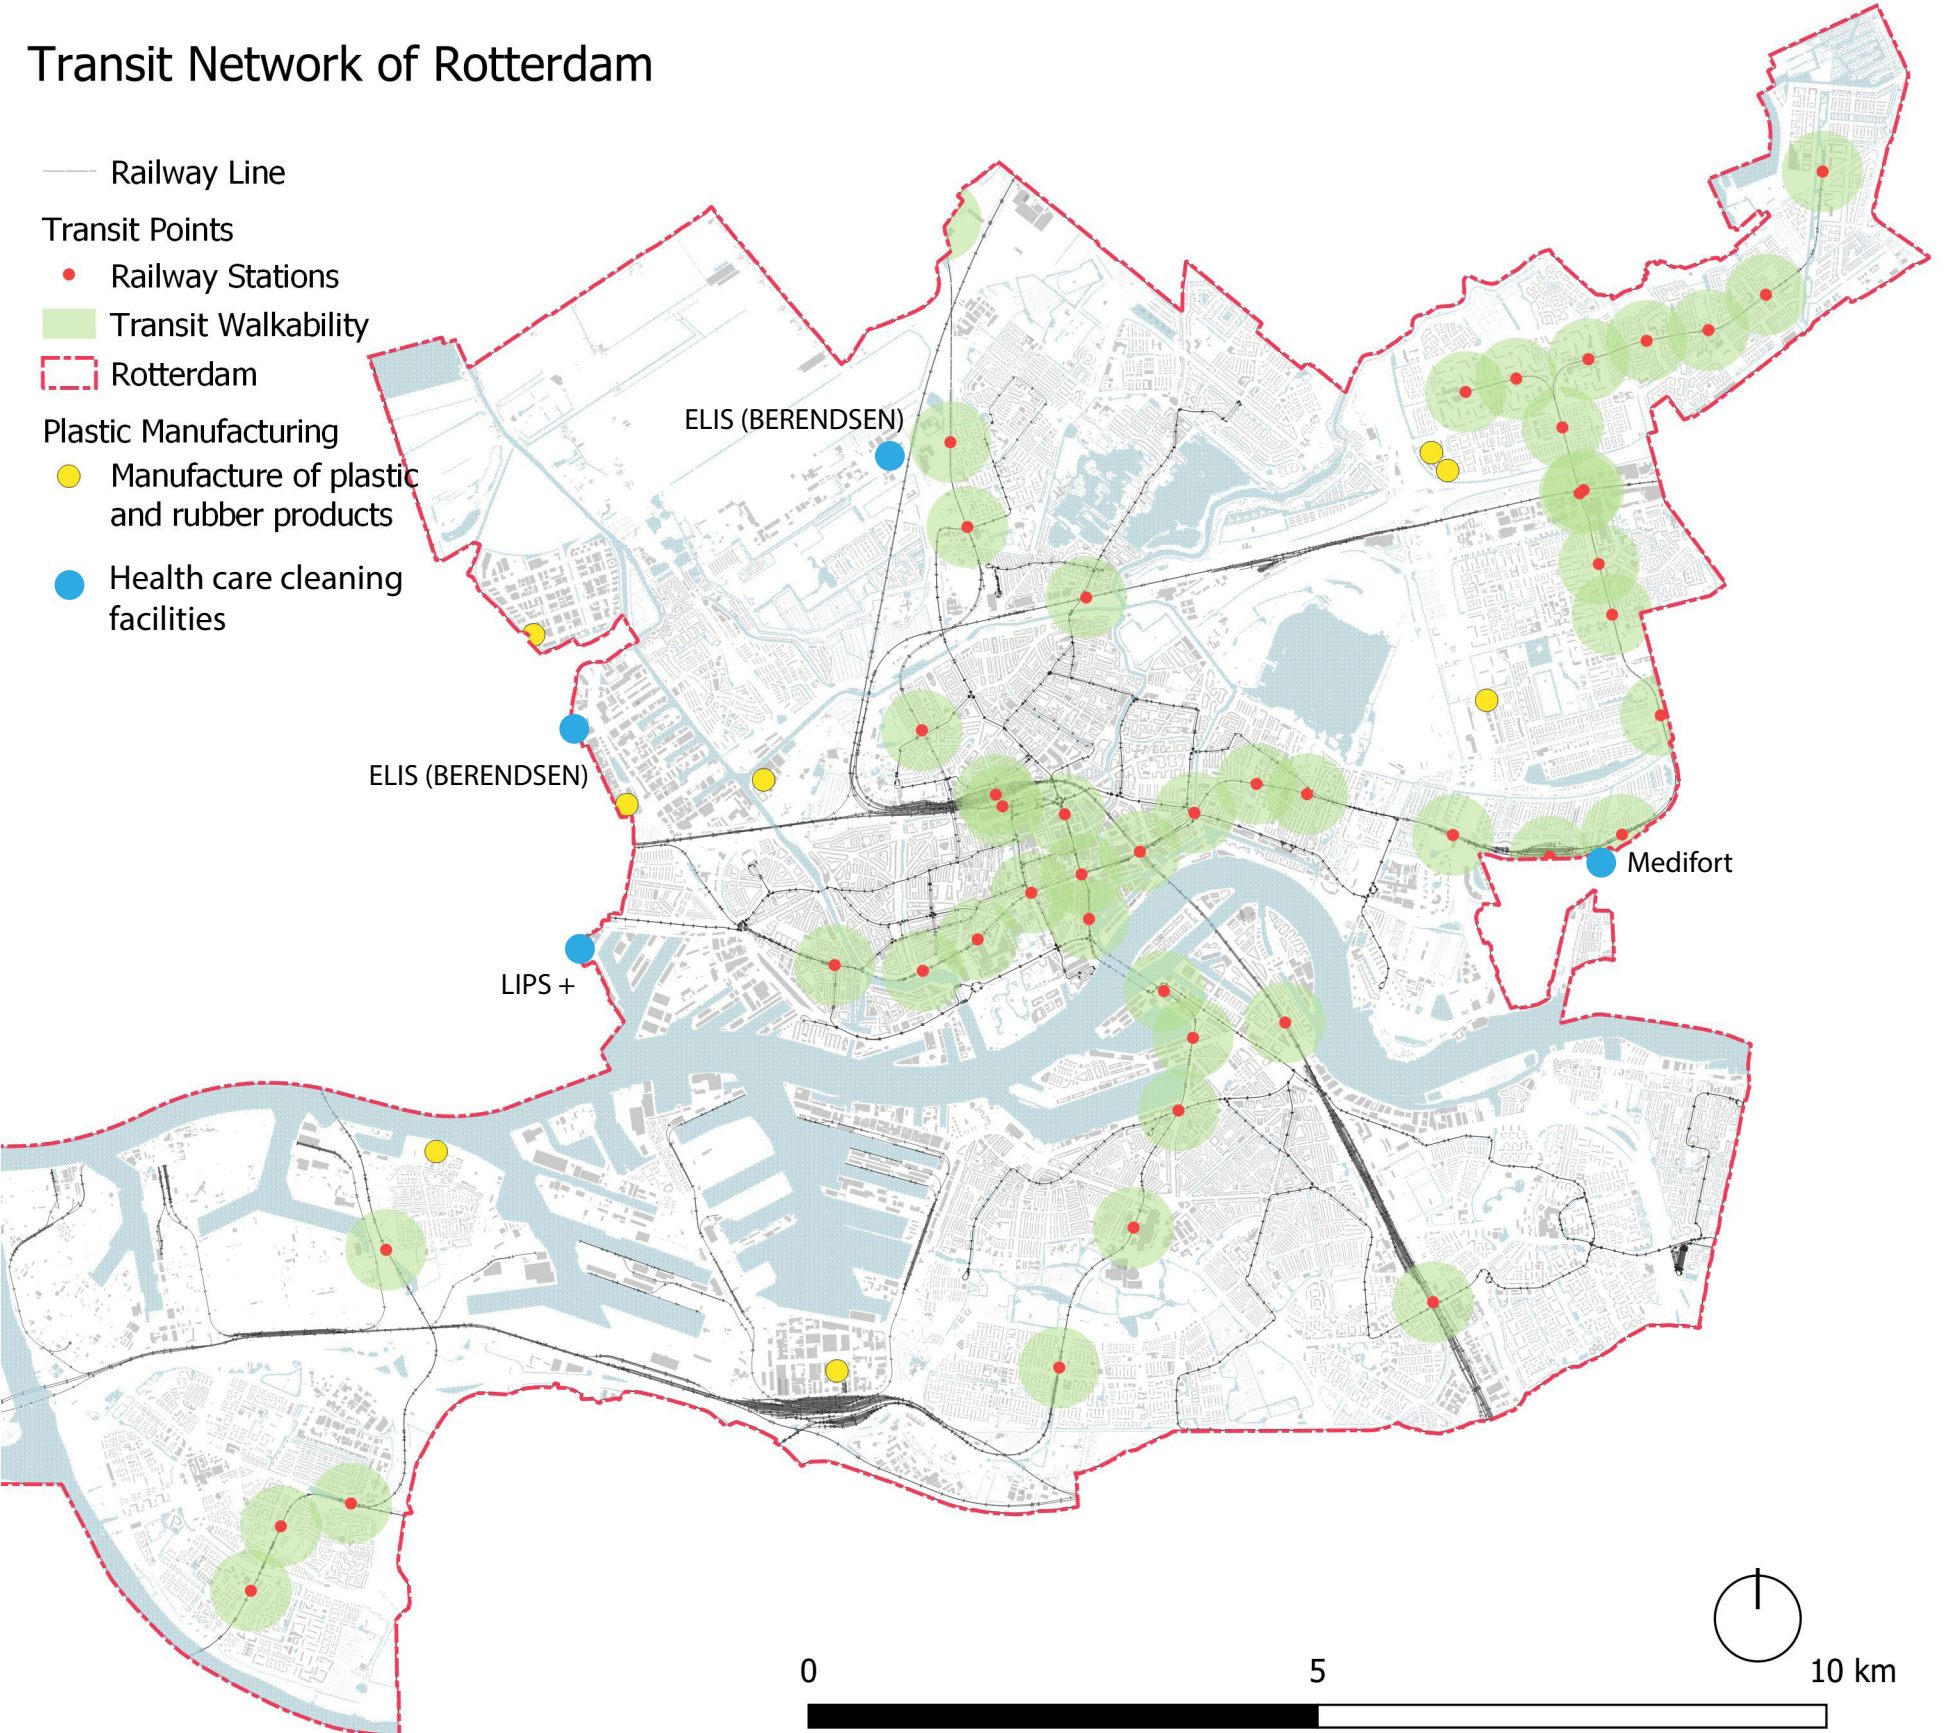 Transit Network of Rotterdam
Railway Line
Transit Points
Railway Stations
Transit Walkability
Rotterdam
Plastic Manufacturing
Manufacture of plastic
and rubber products
Health care cleaning
facilities
ELIS (BERENDSEN)
ELIS (BERENDSEN)
Medifort
LIPS +
0 5 10 km